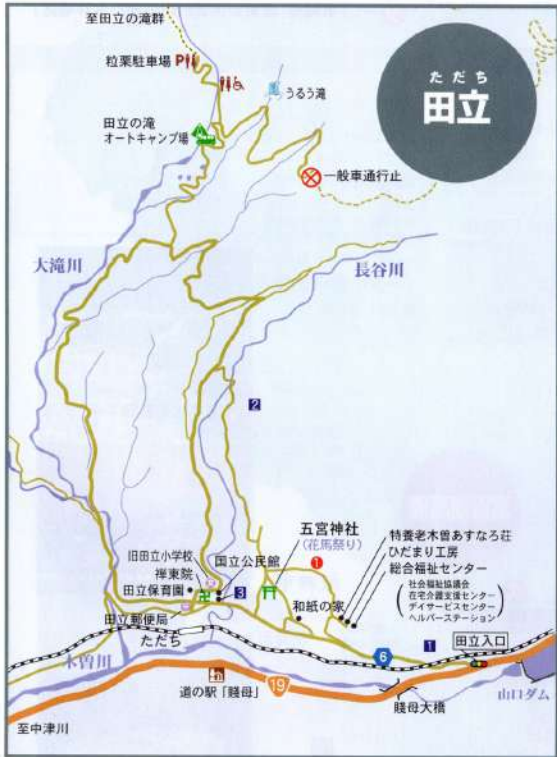 至田立の滝群
粒栗駐車場 P
うるう滝
ただち
田立
田立の滝
オートキャンプ場
一般車通行止
大滝川
長谷川
2
五宮神社
(花馬祭り)
1
特養老木曽あすなろ荘
ひだまり工房
総合福祉センター
社会福祉協議会
在宅介護支援センター
デイサービスセンター
ヘルパーステーション
旧田立小学校
禅東院
国立公民館
田立保育園
3
和紙の家
田立郵便局
ただち
木曽川
6
1
田立入口
道の駅「賤母」
19
賤母大橋
山口ダム
至中津川